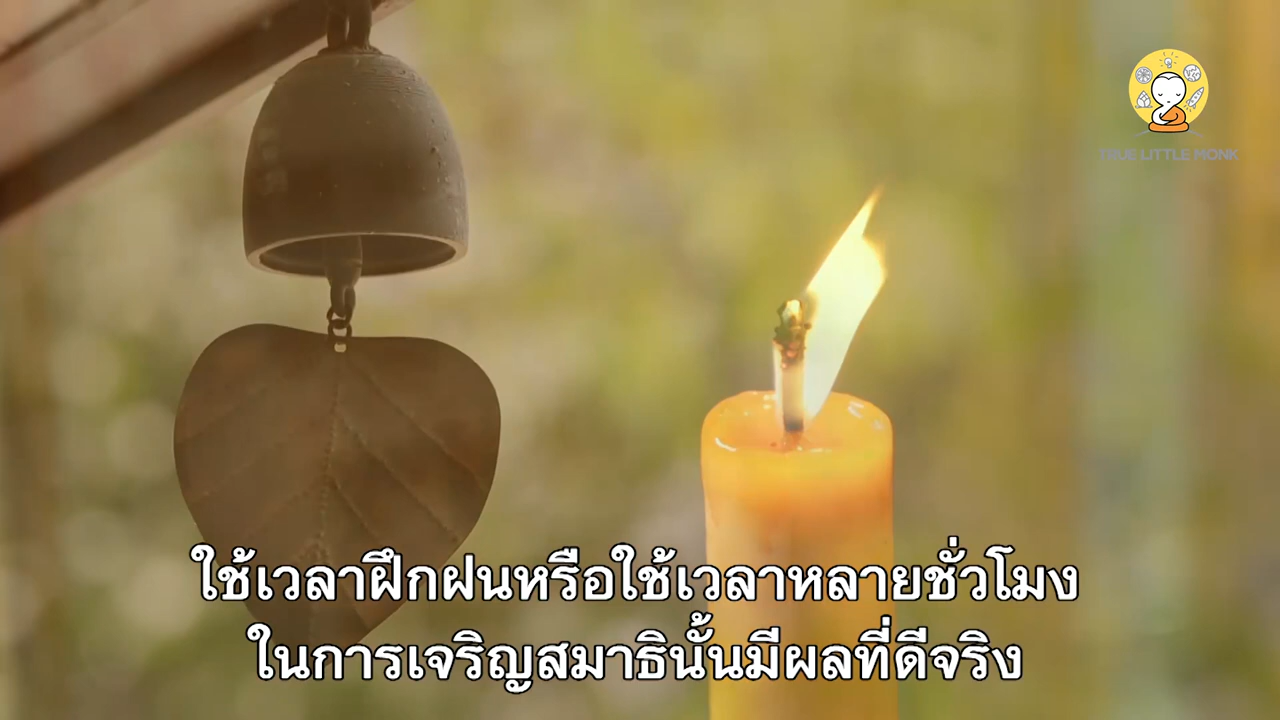 TRUE LITTLE MONK
ใช้เวลาฝึกฝนหรือใช้เวลาหลายชั่วโมง
ในการเจริญสมาธินั้นมีผลที่ดีจริง